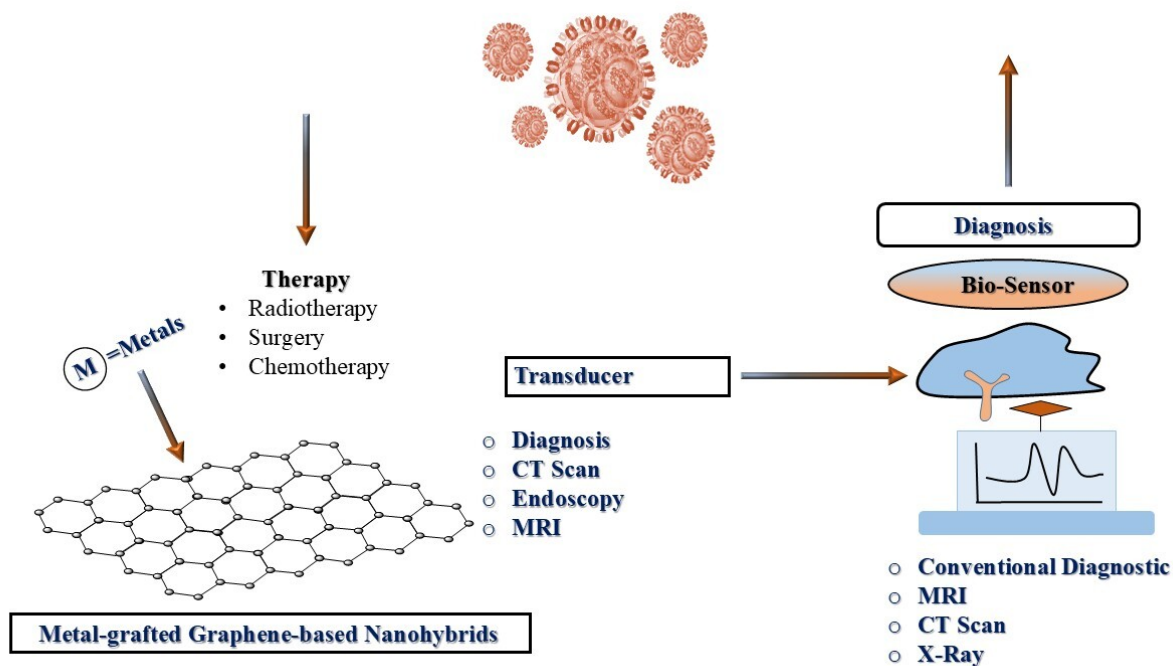 Therapy
• Radiotherapy
• Surgery
• Chemotherapy
M =Metals
Metal-grafted Graphene-based Nanohybrids
Transducer
o Diagnosis
o CT Scan
o Endoscopy
o MRI
Diagnosis
Bio-Sensor
o Conventional Diagnostic
o MRI
o CT Scan
o X-Ray